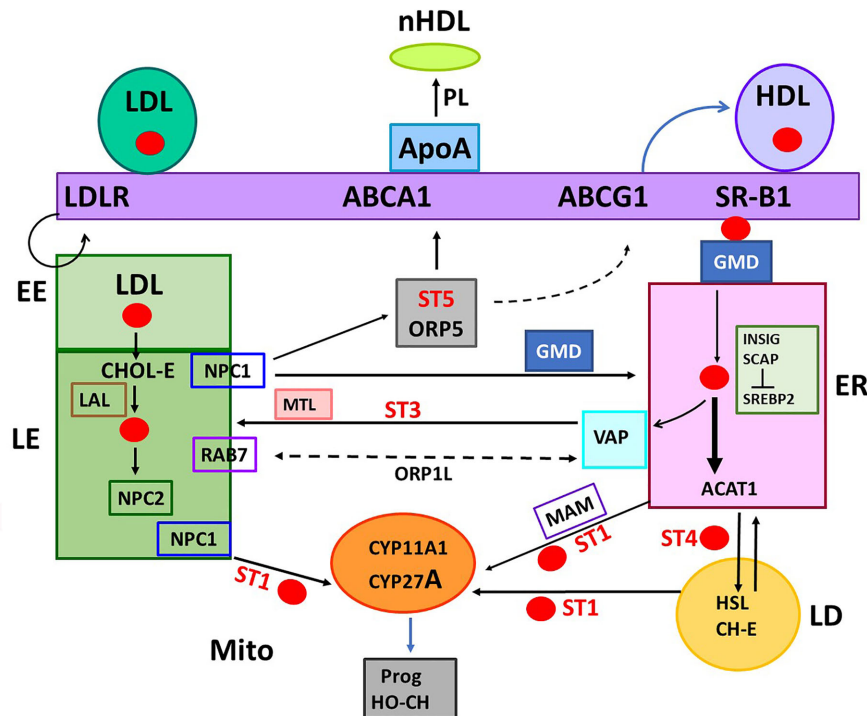 nHDL
PL
LDL
HDL
ApoA
LDLR
ABCA1
ABCG1
SR-B1
EE
LDL
ST5
ORP5
GMD
CHOL-E
NPC1
GMD
INSIG
SCAP
SREBP2
ER
LAL
MTL
ST3
VAP
LE
RAB7
ORP1L
NPC2
ACAT1
NPC1
MAM
ST1
ST1
ST4
CYP11A1
CYP27A
ST1
HSL
CH-E
LD
Mito
Prog
HO-CH